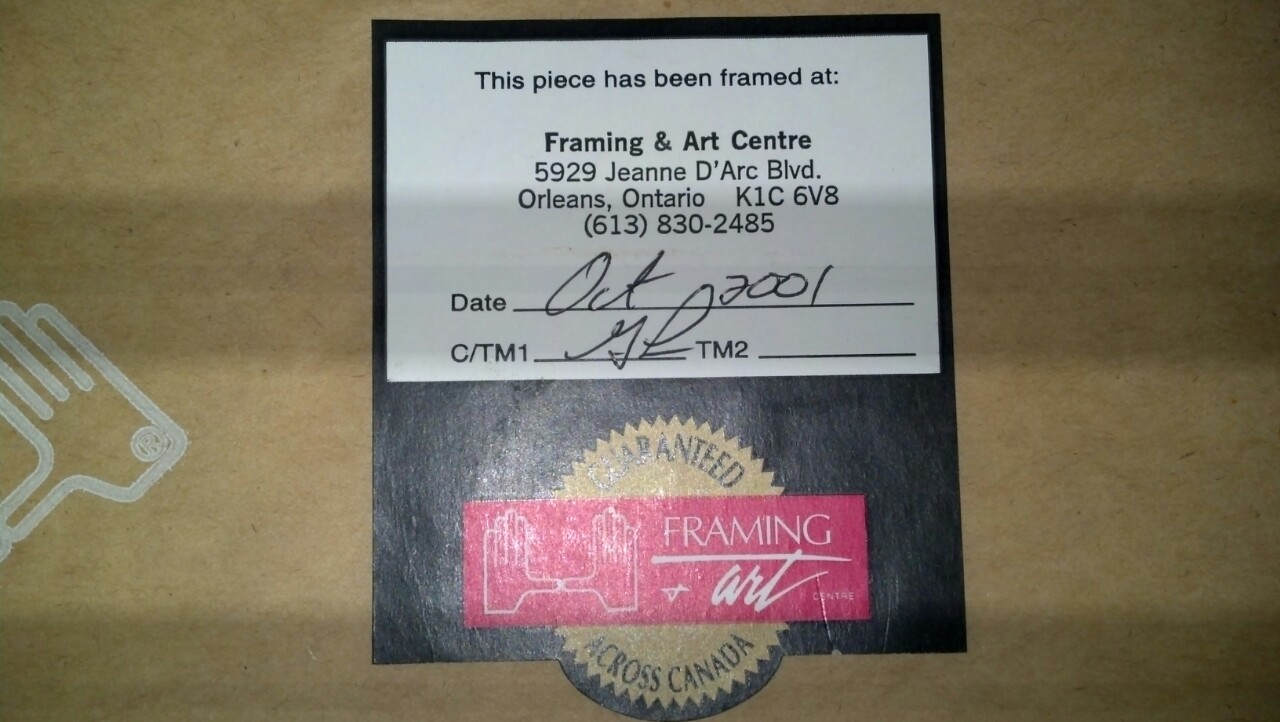 This piece has been framed at:
Framing & Art Centre
5929 Jeanne D'Arc Blvd.
Orleans, Ontario K1C 6V8
(613) 830-2485
Date Oct 2001
C/TM1 TM2
®
GUARANTEED
FRAMING
+ art CENTRE
ACROSS CANADA